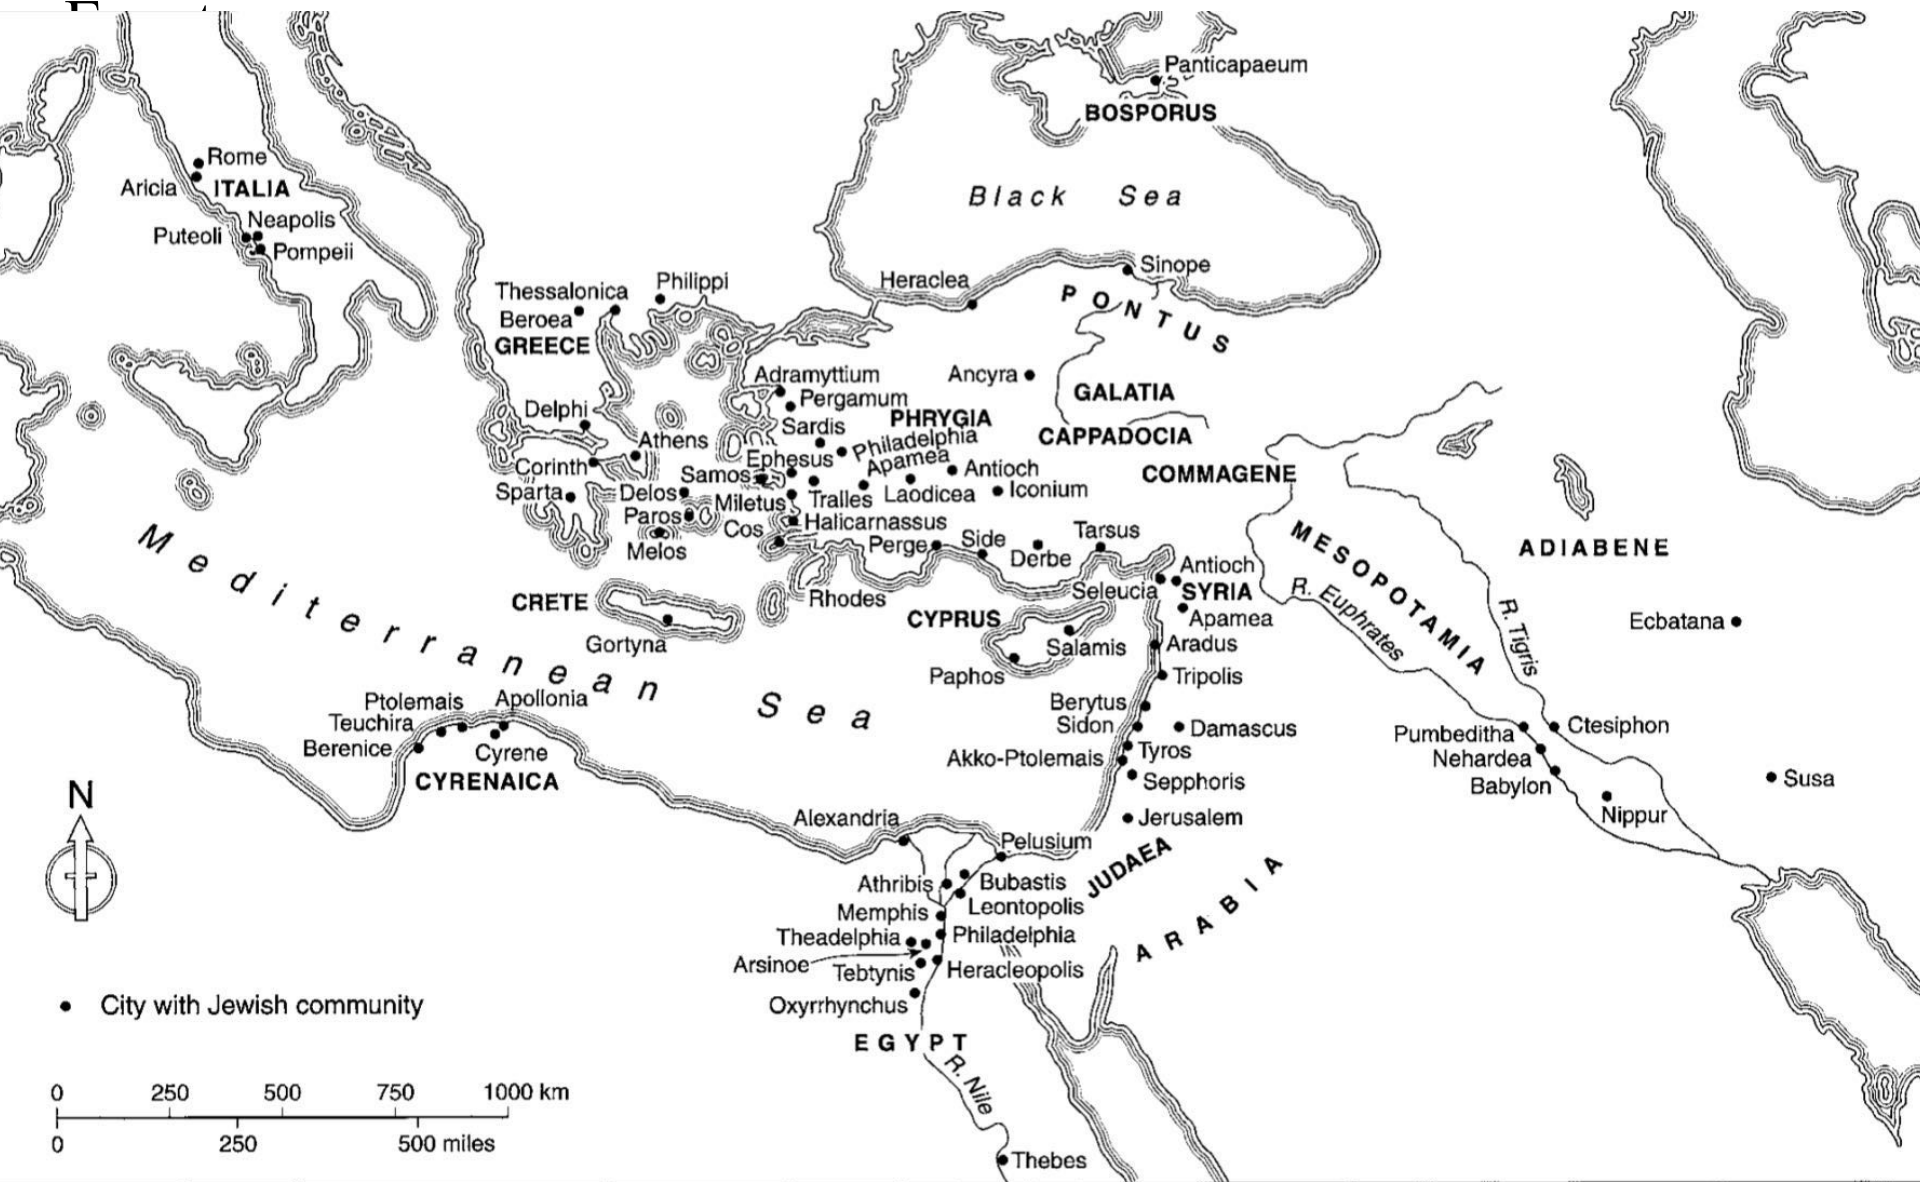 Panticapaeum
BOSPORUS
Rome
Aricia
ITALIA
Neapolis
Puteoli
Pompeii
Black Sea
Sinope
Heraclea
PONTUS
Thessalonica
Philippi
Beroea
GREECE
Adramyttium
Ancyra
Pergamum
GALATIA
PHRYGIA
Delphi
Sardis
CAPPADOCIA
Athens
Philadelphia
Ephesus
Apamea
Corinth
Antioch
COMMAGENE
Samos
Sparta
Delos
Tralles
Laodicea
Iconium
Miletus
Paros
Cos
Halicarnassus
Melos
Perge
Side
Derbe
Tarsus
MESOPOTAMIA
ADIABENE
Mediterranean Sea
Antioch
Seleucia
SYRIA
R. Euphrates
R. Tigris
CRETE
Rhodes
CYPRUS
Apamea
Ecbatana
Gortyna
Salamis
Aradus
Paphos
Tripolis
Ptolemais
Apollonia
Berytus
Teuchira
Sidon
Damascus
Pumbeditha
Ctesiphon
Berenice
Cyrene
Akko-Ptolemais
Tyros
Nehardea
CYRENAICA
Sepphoris
Babylon
Susa
N
Alexandria
Jerusalem
Nippur
Pelusium
JUDAEA
ARABIA
Athribis
Bubastis
Leontopolis
Memphis
Theadelphia
Philadelphia
Arsinoe
Tebtynis
Heracleopolis
Oxyrrhynchus
City with Jewish community
EGYPT
R. Nile
0 250 500 750 1000 km
0 250 500 miles
Thebes